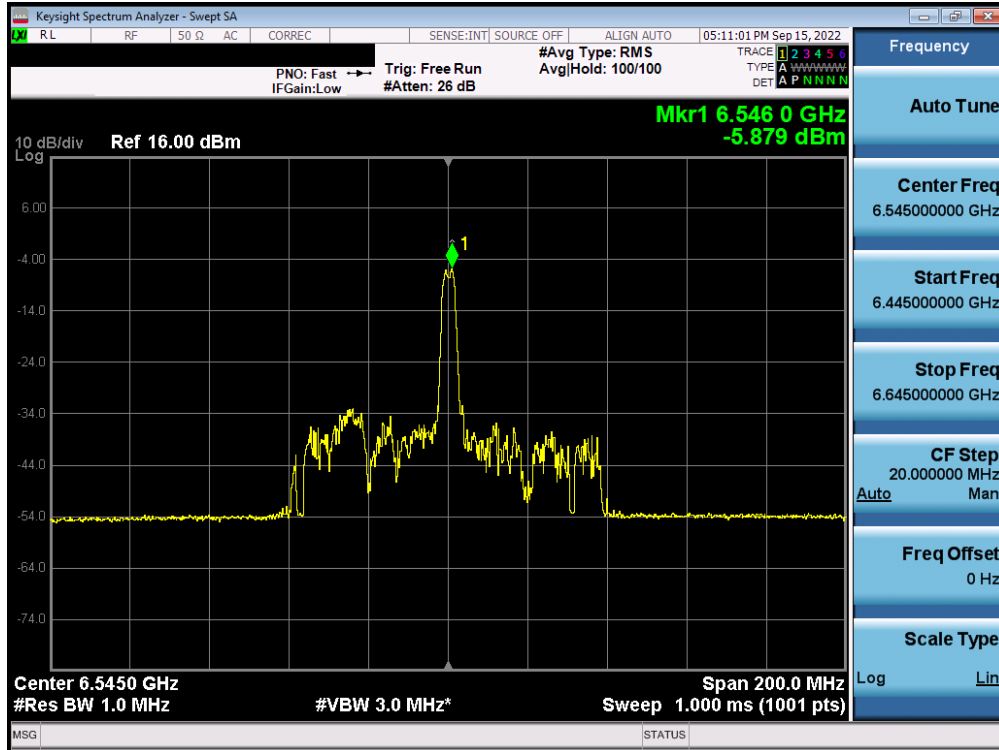 Keysight Spectrum Analyzer - Swept SA
LXI RL RF 50 Ω AC CORREC SENSE:INT SOURCE OFF ALIGN AUTO 05:11:01 PM Sep 15, 2022
PNO: Fast
IFGain:Low
Trig: Free Run
#Atten: 26 dB
#Avg Type: RMS
Avg|Hold: 100/100
TRACE 1 2 3 4 5 6
TYPE A WWWWW
DET A P N N N N
Mkr1 6.546 0 GHz
-5.879 dBm
10 dB/div Ref 16.00 dBm
Log
1
6.00
-4.00
-14.0
-24.0
-34.0
-44.0
-54.0
-64.0
-74.0
Center 6.5450 GHz Span 200.0 MHz
#Res BW 1.0 MHz #VBW 3.0 MHz* Sweep 1.000 ms (1001 pts)
MSG STATUS
Frequency
Auto Tune
Center Freq
6.545000000 GHz
Start Freq
6.445000000 GHz
Stop Freq
6.645000000 GHz
CF Step
20.000000 MHz
Auto Man
Freq Offset
0 Hz
Scale Type
Log Lin